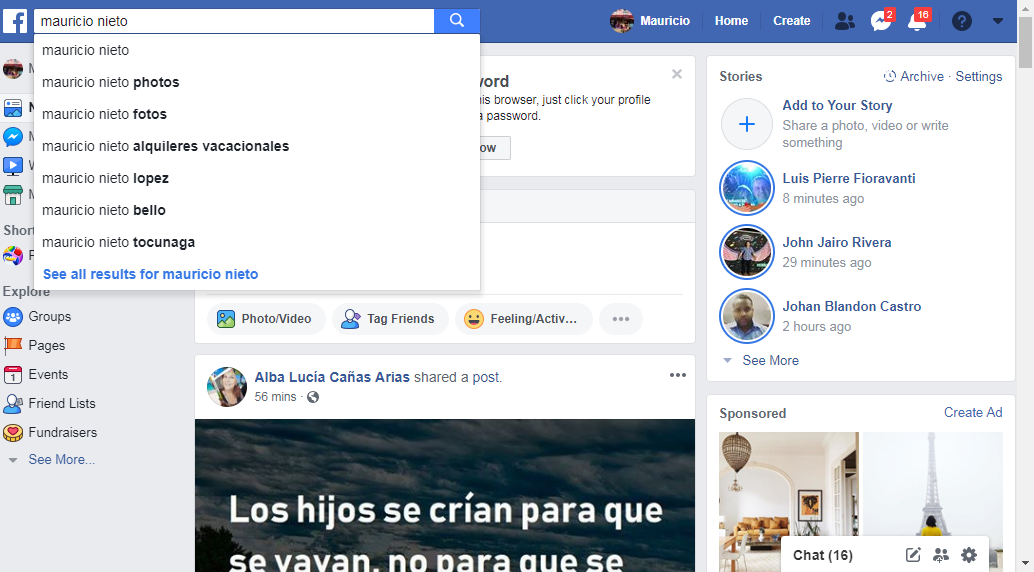 mauricio nieto
Mauricio
Home
Create
2
16
mauricio nieto
mauricio nieto photos
mauricio nieto fotos
mauricio nieto alquileres vacacionales
mauricio nieto lopez
mauricio nieto bello
mauricio nieto tocunaga
See all results for mauricio nieto
Explore
Groups
Pages
1
Events
Friend Lists
Fundraisers
See More...
his browser, just click your profile
a password.
Photo/Video
Tag Friends
Feeling/Activ...
Alba Lucía Cañas Arias shared a post.
56 mins ·
Los hijos se crían para que
se vayan, no para que se
Stories
Archive · Settings
Add to Your Story
Share a photo, video or write
something
Luis Pierre Fioravanti
8 minutes ago
John Jairo Rivera
29 minutes ago
Johan Blandon Castro
2 hours ago
See More
Sponsored
Create Ad
Chat (16)